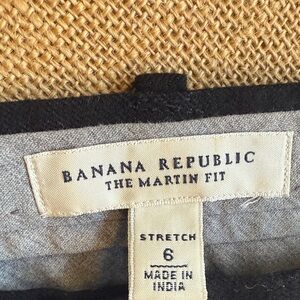 BANANA REPUBLIC
THE MARTIN FIT
STRETCH
6
MADE IN
INDIA